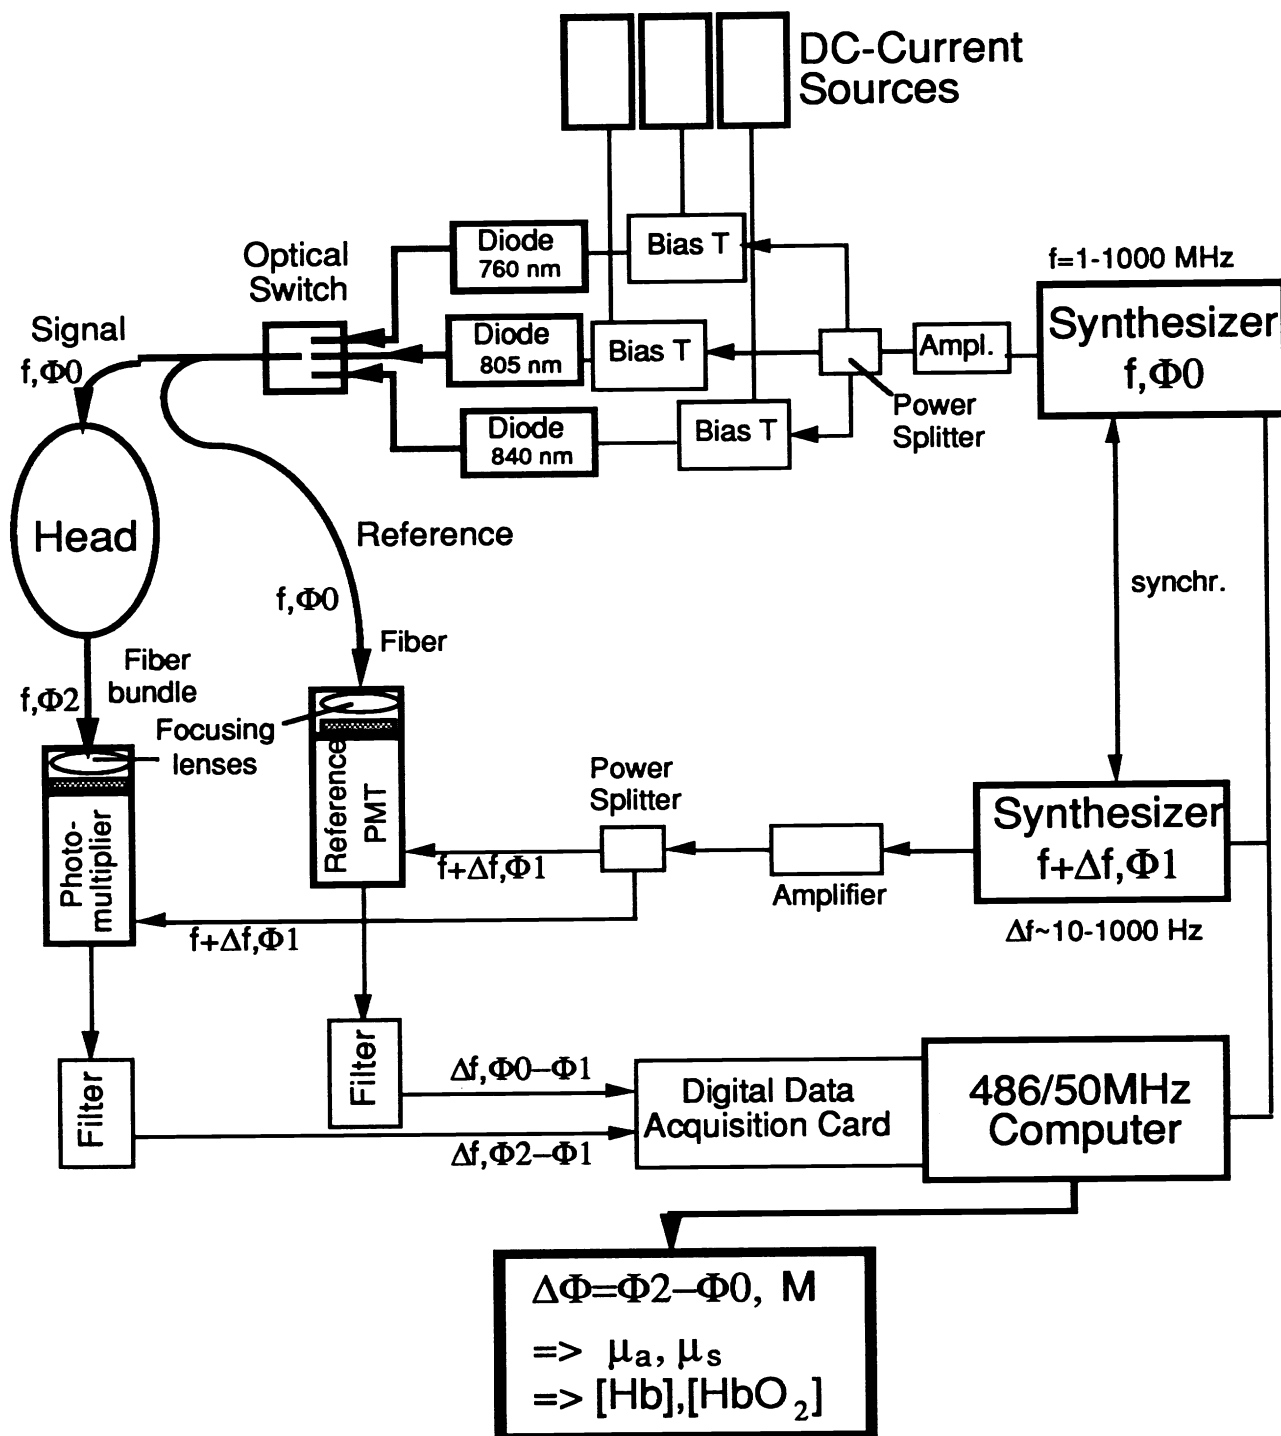 DC-Current
Sources
Optical
Switch
Diode
760 nm
Bias T
f=1-1000 MHz
Synthesizer
f,Φ0
Signal
f,Φ0
Diode
805 nm
Bias T
Ampl.
Power
Splitter
Diode
840 nm
Bias T
Head
Reference
f,Φ0
Fiber
synchr.
Fiber
bundle
f,Φ2
Focusing
lenses
Reference
PMT
Power
Splitter
Synthesizer
f+Δf,Φ1
Photo-
multiplier
f+Δf,Φ1
Amplifier
f+Δf,Φ1
Δf~10-1000 Hz
Filter
Filter
Δf,Φ0–Φ1
Δf,Φ2–Φ1
Digital Data
Acquisition Card
486/50MHz
Computer
ΔΦ=Φ2–Φ0, M
=> μa, μs
=> [Hb],[HbO2]